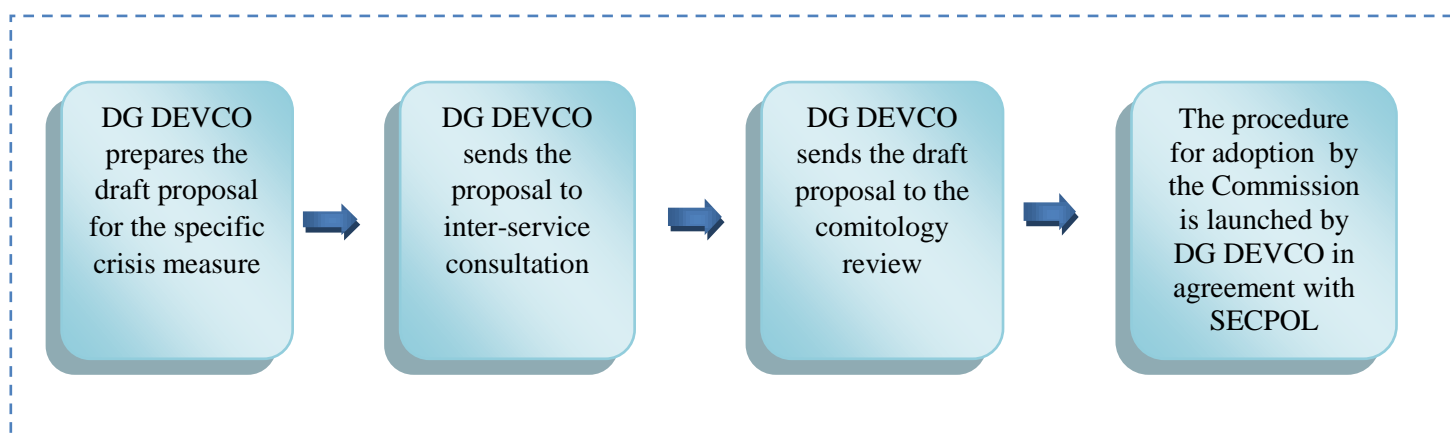 DG DEVCO
prepares the
draft proposal
for the specific
crisis measure
DG DEVCO
sends the
proposal to
inter-service
consultation
DG DEVCO
sends the draft
proposal to the
comitology
review
The procedure
for adoption by
the Commission
is launched by
DG DEVCO in
agreement with
SECPOL